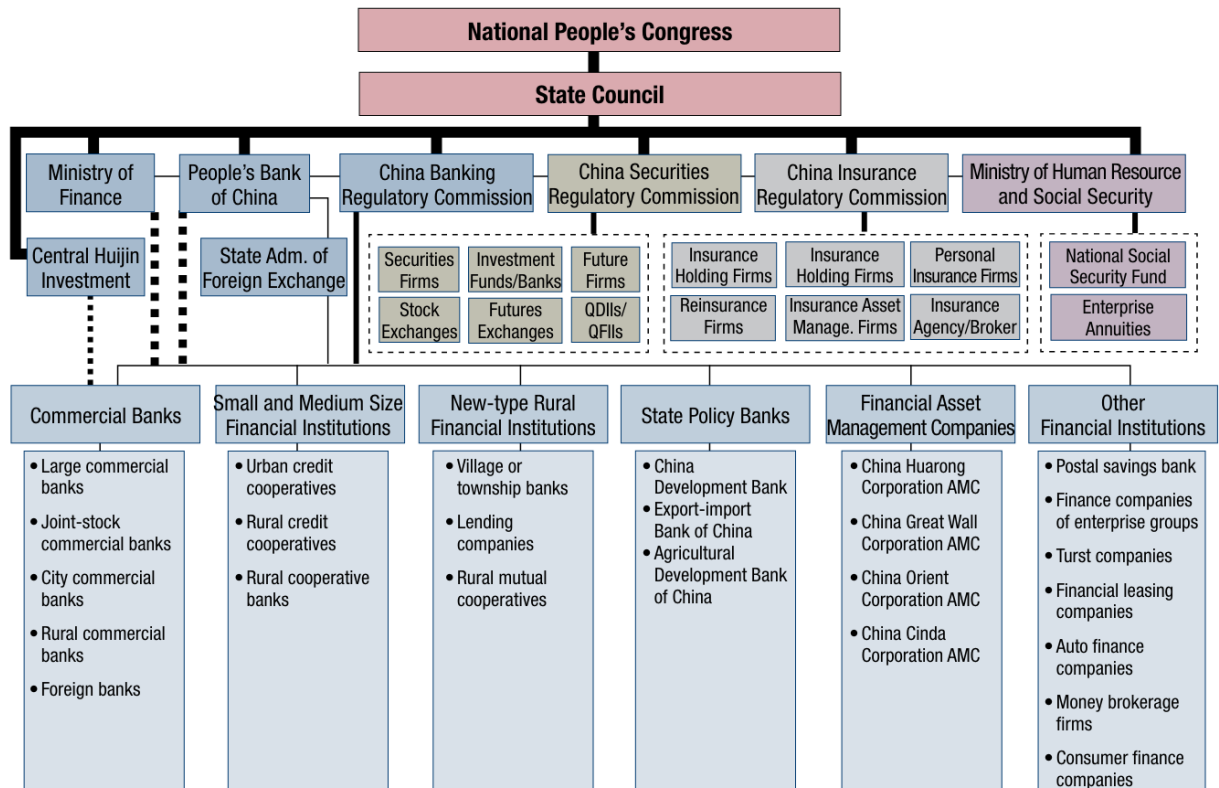 National People's Congress
State Council
Ministry of
Finance
People's Bank
of China
China Banking
Regulatory Commission
China Securities
Regulatory Commission
China Insurance
Regulatory Commission
Ministry of Human Resource
and Social Security
Central Huijin
Investment
State Adm. of
Foreign Exchange
Securities
Firms
Investment
Funds/Banks
Future
Firms
Stock
Exchanges
Futures
Exchanges
QDIIs/
QFIIs
Insurance
Holding Firms
Insurance
Holding Firms
Personal
Insurance Firms
Reinsurance
Firms
Insurance Asset
Manage. Firms
Insurance
Agency/Broker
National Social
Security Fund
Enterprise
Annuities
Commercial Banks
• Large commercial
banks
• Joint-stock
commercial banks
• City commercial
banks
• Rural commercial
banks
• Foreign banks
Small and Medium Size
Financial Institutions
• Urban credit
cooperatives
• Rural credit
cooperatives
• Rural cooperative
banks
New-type Rural
Financial Institutions
• Village or
township banks
• Lending
companies
• Rural mutual
cooperatives
State Policy Banks
• China
Development Bank
• Export-import
Bank of China
• Agricultural
Development Bank
of China
Financial Asset
Management Companies
• China Huarong
Corporation AMC
• China Great Wall
Corporation AMC
• China Orient
Corporation AMC
• China Cinda
Corporation AMC
Other
Financial Institutions
• Postal savings bank
• Finance companies
of enterprise groups
• Turst companies
• Financial leasing
companies
• Auto finance
companies
• Money brokerage
firms
• Consumer finance
companies